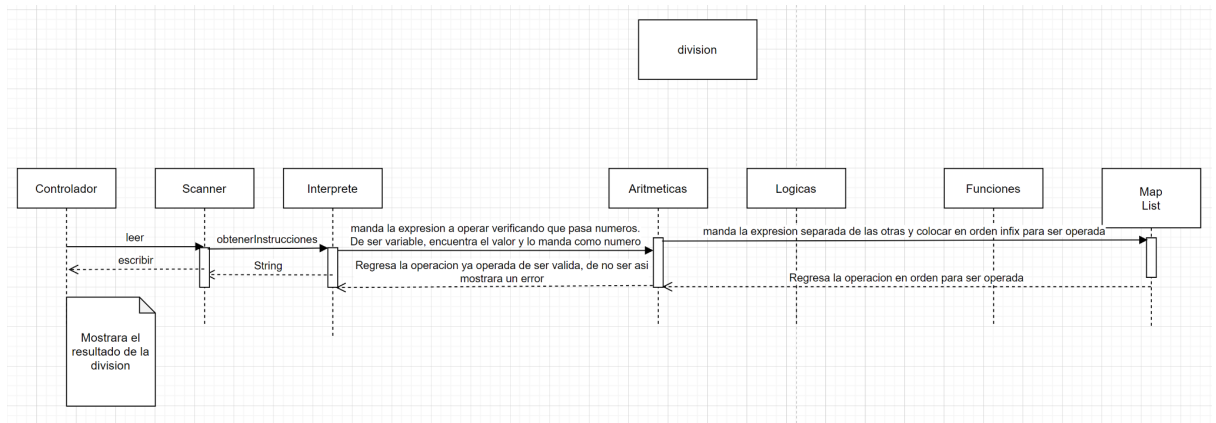 division
Controlador
Scanner
Interprete
Aritmeticas
Logicas
Funciones
Map
List
leer
obtenerInstrucciones
manda la expresion a operar verificando que pasa numeros.
De ser variable, encuentra el valor y lo manda como numero
manda la expresion separada de las otras y colocar en orden infix para ser operada
escribir
String
Regresa la operacion ya operada de ser valida, de no ser asi
mostrara un error
Regresa la operacion en orden para ser operada
Mostrara el
resultado de la
division